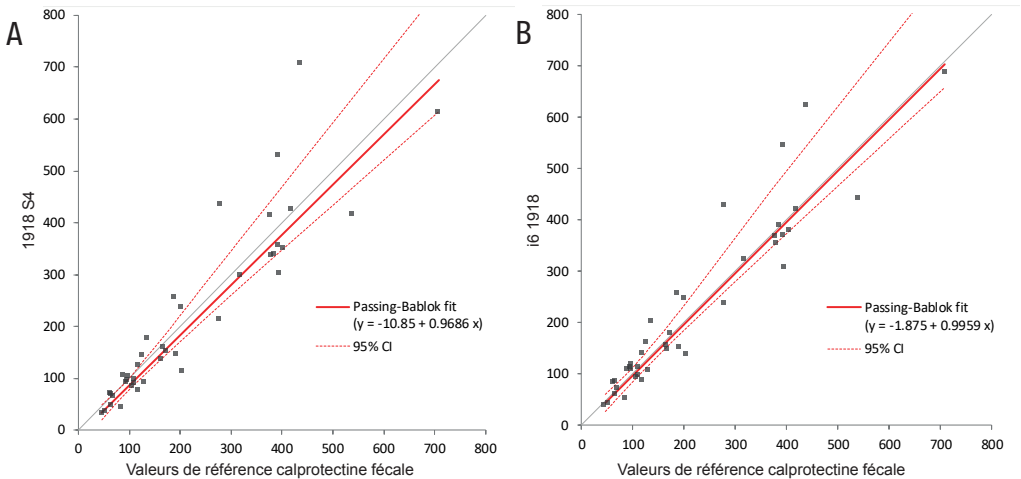 A
800
700
600
500
400
300
200
100
0
1918 S4
Passing-Bablok fit
(y = -10.85 + 0.9686 x)
95% CI
0 100 200 300 400 500 600 700 800
Valeurs de référence calprotectine fécale
B
800
700
600
500
400
300
200
100
0
i6 1918
Passing-Bablok fit
(y = -1.875 + 0.9959 x)
95% CI
0 100 200 300 400 500 600 700 800
Valeurs de référence calprotectine fécale